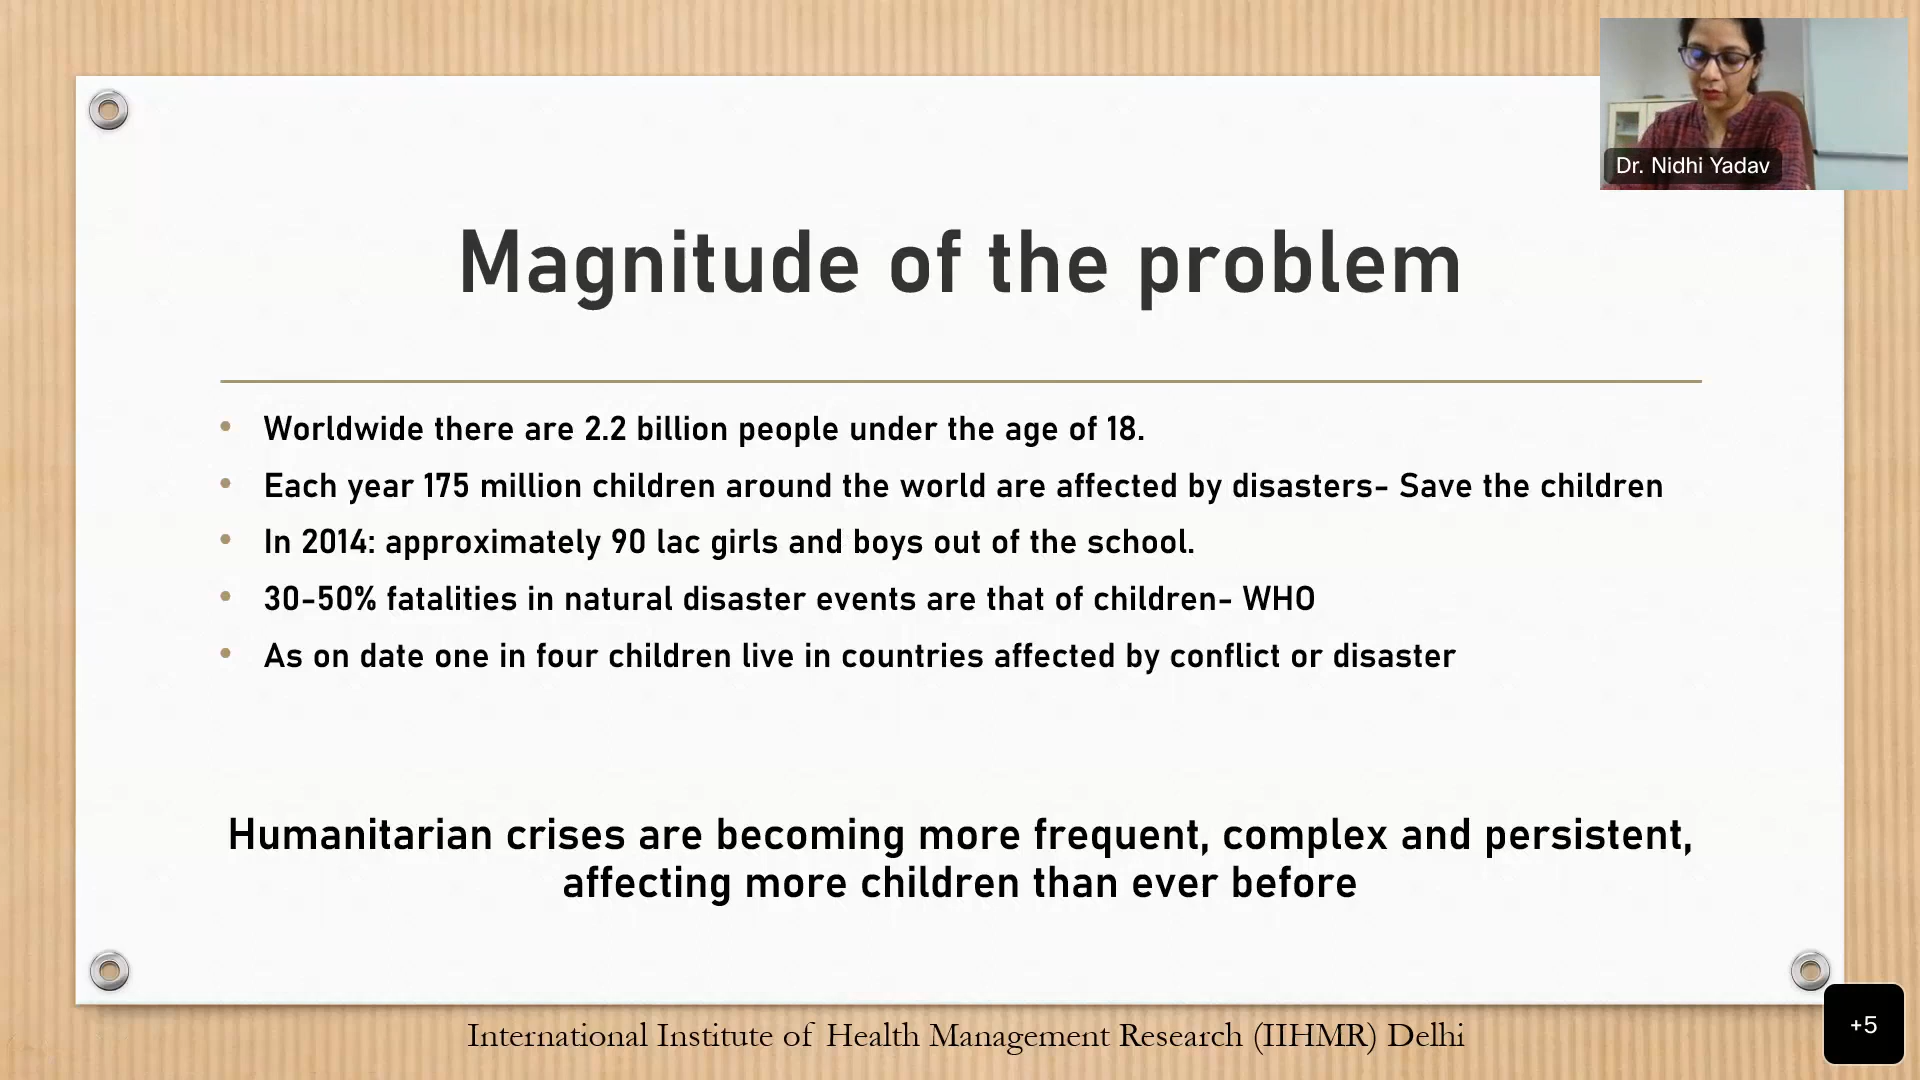 Dr. Nidhi Yadav
Magnitude of the problem
• Worldwide there are 2.2 billion people under the age of 18.
• Each year 175 million children around the world are affected by disasters- Save the children
• In 2014: approximately 90 lac girls and boys out of the school.
• 30-50% fatalities in natural disaster events are that of children- WHO
• As on date one in four children live in countries affected by conflict or disaster
Humanitarian crises are becoming more frequent, complex and persistent,
affecting more children than ever before
International Institute of Health Management Research (IIHMR) Delhi
+5